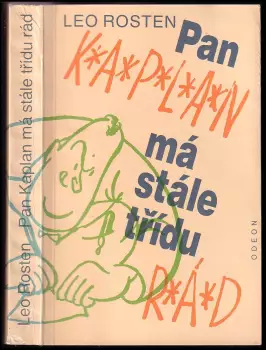 Leo Rosten Pan Kaplan má stále třídu rád
LEO ROSTEN
Pan
K*A*P*L*A*N
má
stále
třídu
R*Á*D
ODEON